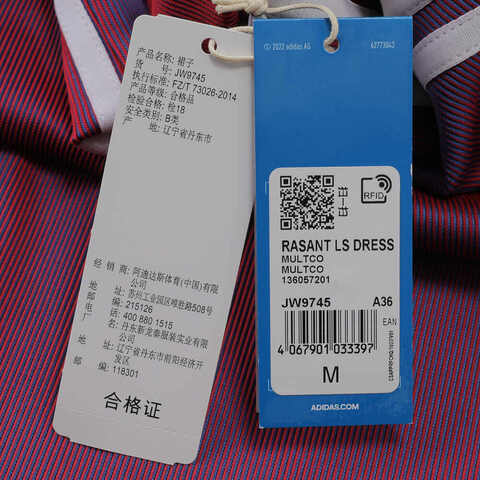 产品名称: 裙子
货 号: JW9745
执行标准: FZ/T 73026-2014
产品等级: 合格品
检验合格: 检18
安全类别: B类
产 地: 辽宁省丹东市
经 销 商: 阿迪达斯体育(中国)有限
公司
地 址: 苏州工业园区唯胜路508号
邮 编: 215126
电 话: 400 880 1515
厂 名: 丹东新龙泰服装实业有限
公司
地 址: 辽宁省丹东市前阳经济开
发区
邮 编: 118301
合格证
© 2022 adidas AG
62773042
11-11
RFID
RASANT LS DRESS
MULTCO
MULTCO
136057201
JW9745 A36
EAN
4 067901 033397
M
ADIDAS.COM